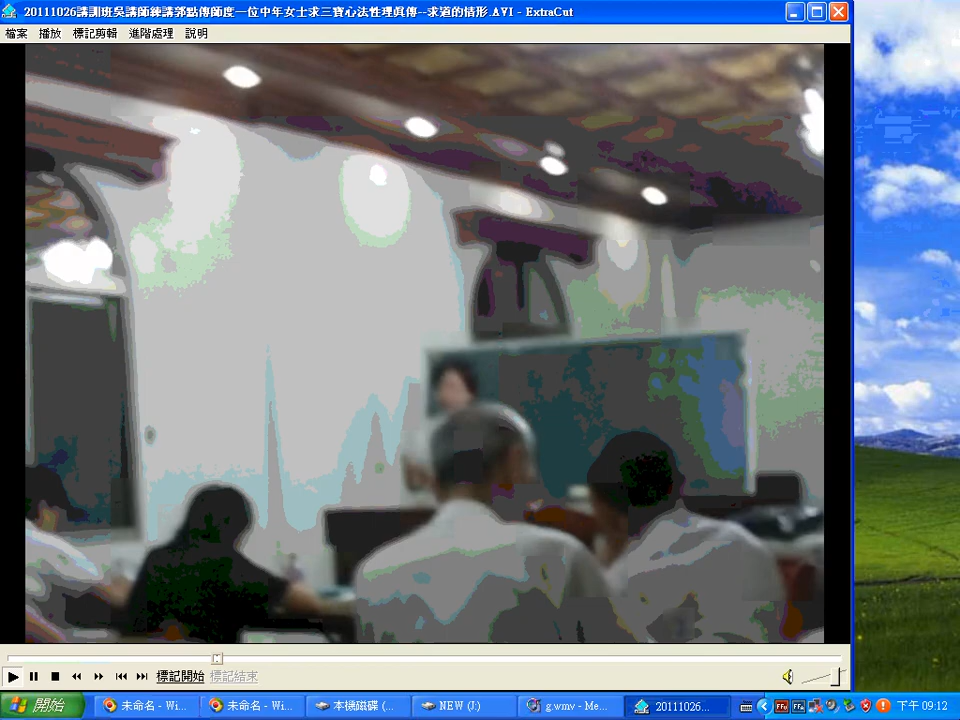 20111026講訓班吳講師練講郭點傳師度一位中年女士求三寶心法性理真傳--求道的情形.AVI - ExtraCut
檔案 播放 標記剪輯 進階處理 說明
標記開始 標記結束
開始 未命名 - Wi... 未命名 - Wi... 本機磁碟 (... NEW (J:) g.wmv - Me... 20111026... 下午 09:12